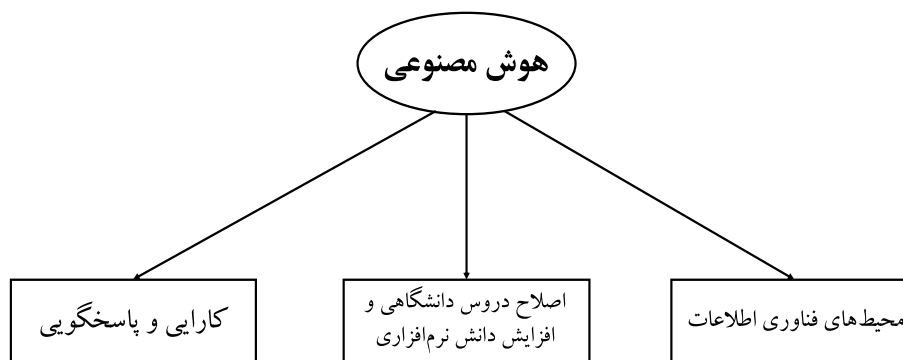 هوش مصنوعی
محیط‌های فناوری اطلاعات
اصلاح دروس دانشگاهی و
افزایش دانش نرم‌افزاری
کارایی و پاسخگویی